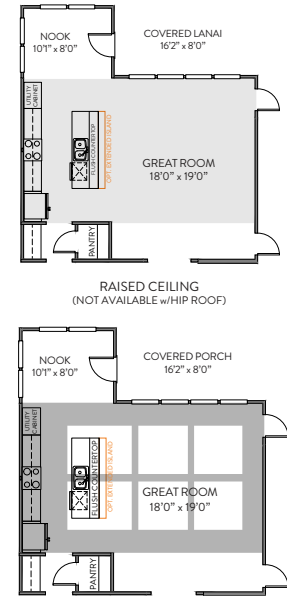 NOOK
10'1" x 8'0"
COVERED LANAI
16'2" x 8'0"
UTILITY
CABINET
FLUSH COUNTERTOP
OPT. EXTENDED ISLAND
GREAT ROOM
18'0" x 19'0"
PANTRY
RAISED CEILING
(NOT AVAILABLE w/HIP ROOF)
NOOK
10'1" x 8'0"
COVERED PORCH
16'2" x 8'0"
UTILITY
CABINET
FLUSH COUNTERTOP
OPT. EXTENDED ISLAND
GREAT ROOM
18'0" x 19'0"
PANTRY